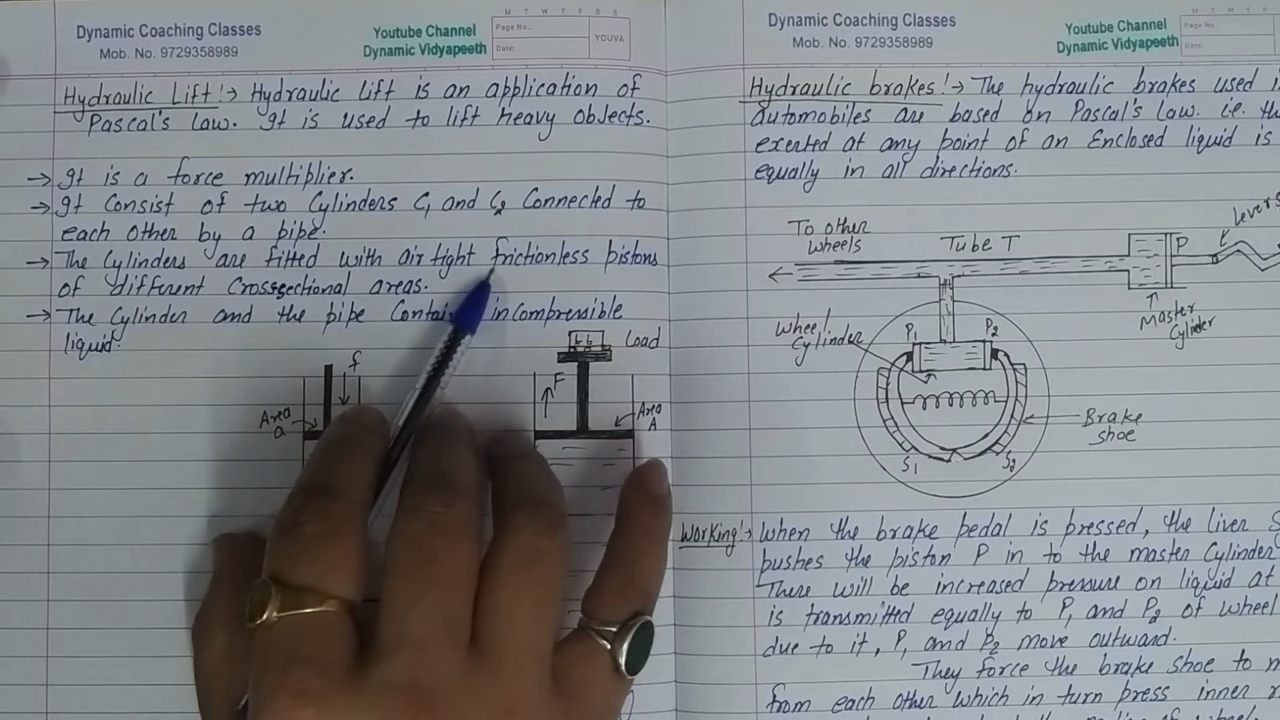 Dynamic Coaching Classes
Mob. No. 9729358989
Youtube Channel
Dynamic Vidyapeeth
M T W T F S S
Page No.:
Date:
YOUVA
Hydraulic Lift:→ Hydraulic Lift is an application of
Pascal's Law. It is used to lift heavy objects.
→ It is a force multiplier.
→ It Consist of two Cylinders C1 and C2 Connected to
each other by a pipe.
→ The Cylinders are fitted with air tight frictionless pistons
of different Crosssectional areas.
→ The Cylinder and the pipe Contain incompressible
liquid.
f
Area
a
F
Load
Area
A
Dynamic Coaching Classes
Mob. No. 9729358989
Youtube Channel
Dynamic Vidyapeeth
M T W T
Page No.:
Date:
Hydraulic brakes:→ The hydraulic brakes used
automobiles are based on Pascal's Law. i.e.
exerted at any point of an Enclosed liquid is
equally in all directions.
To other
wheels
Tube T
P
Levers
Master
Cylinder
Wheel
Cylinder
P1
P2
Brake
shoe
S1
S2
Working:→ When the brake pedal is pressed, the liver
pushes the piston P in to the master Cylinder
There will be increased pressure on liquid at
is transmitted equally to P1 and P2 of wheel
due to it, P1 and P2 move outward.
They force the brake shoe to
from each other which in turn press inner